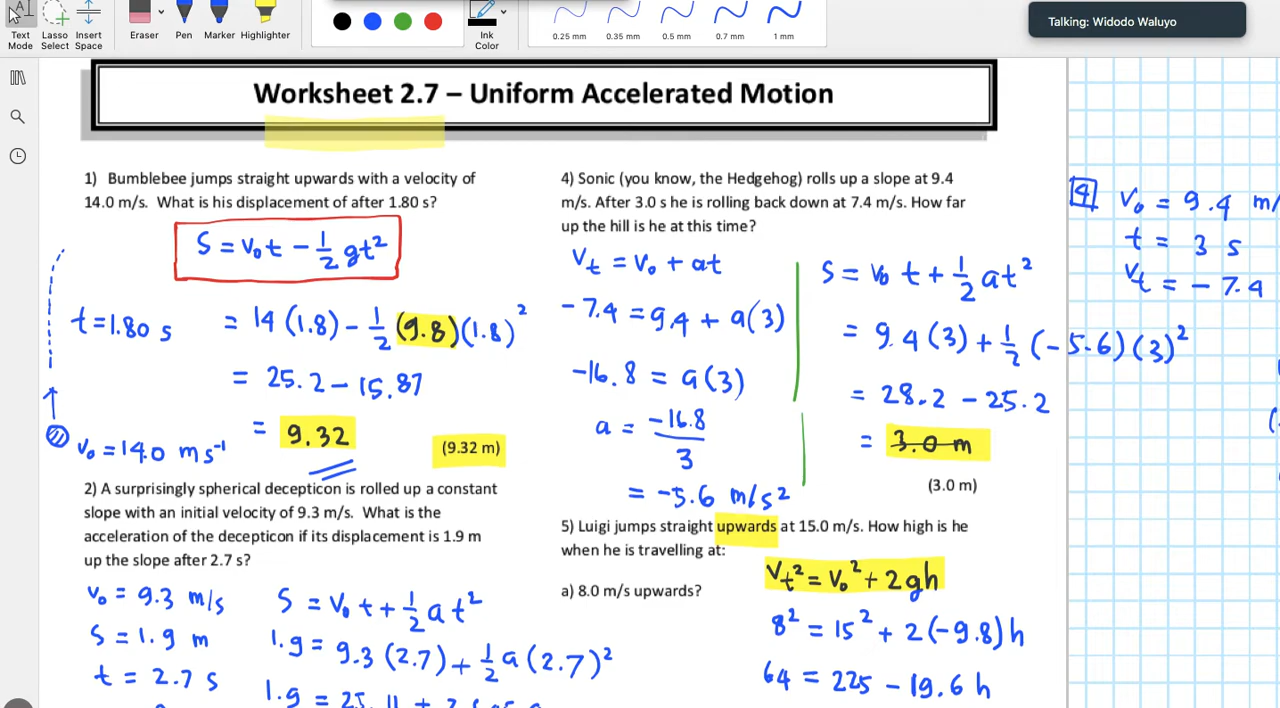 Text
Mode
Lasso
Select
Insert
Space
Eraser
Pen
Marker
Highlighter
Ink
Color
0.25 mm
0.35 mm
0.5 mm
0.7 mm
1 mm
Talking: Widodo Waluyo
Worksheet 2.7 – Uniform Accelerated Motion
1) Bumblebee jumps straight upwards with a velocity of
14.0 m/s. What is his displacement of after 1.80 s?
S = v₀t − 1/2 gt²
t = 1.80 s
= 14 (1.8) − 1/2 (9.8)(1.8)²
= 25.2 − 15.87
= 9.32
v₀ = 14.0 m s⁻¹
(9.32 m)
2) A surprisingly spherical decepticon is rolled up a constant
slope with an initial velocity of 9.3 m/s. What is the
acceleration of the decepticon if its displacement is 1.9 m
up the slope after 2.7 s?
v₀ = 9.3 m/s
s = 1.9 m
t = 2.7 s
S = v₀t + 1/2 at²
1.9 = 9.3 (2.7) + 1/2 a (2.7)²
4) Sonic (you know, the Hedgehog) rolls up a slope at 9.4
m/s. After 3.0 s he is rolling back down at 7.4 m/s. How far
up the hill is he at this time?
Vt = v₀ + at
−7.4 = 9.4 + a(3)
−16.8 = a(3)
a = −16.8/3
= −5.6 m/s²
S = v₀ t + 1/2 at²
= 9.4 (3) + 1/2 (−5.6)(3)²
= 28.2 − 25.2
= 3.0 m
(3.0 m)
5) Luigi jumps straight upwards at 15.0 m/s. How high is he
when he is travelling at:
a) 8.0 m/s upwards?
Vt² = v₀² + 2gh
8² = 15² + 2(−9.8)h
64 = 225 − 19.6 h
4
v₀ = 9.4 m/
t = 3 s
Vt = −7.4